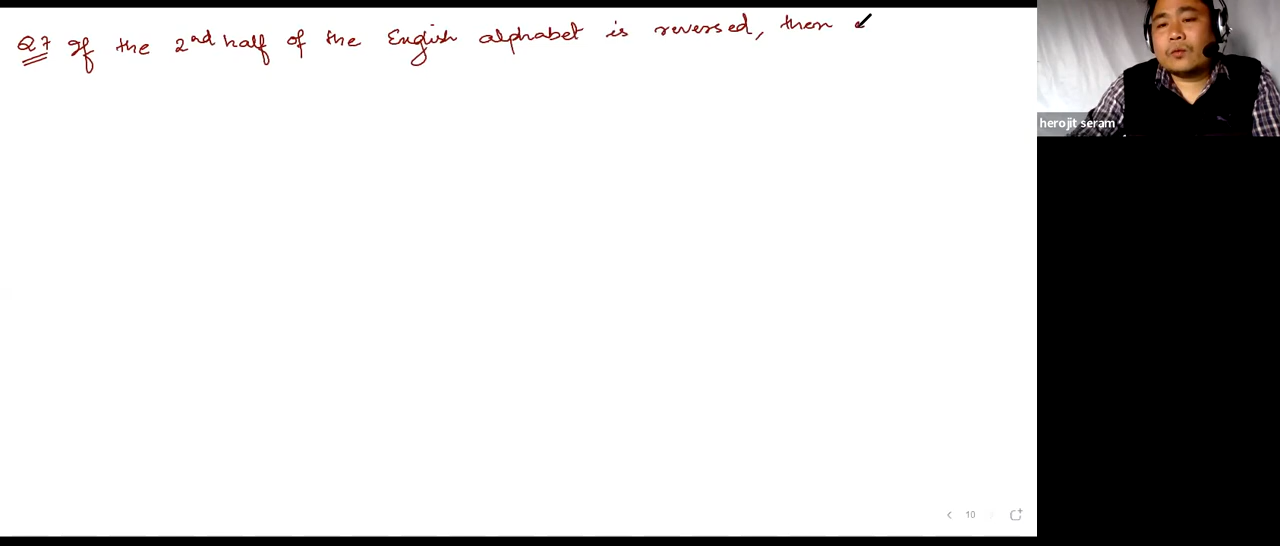 Q7 If the 2nd half of the English alphabet is reversed, then
herojit seram
10